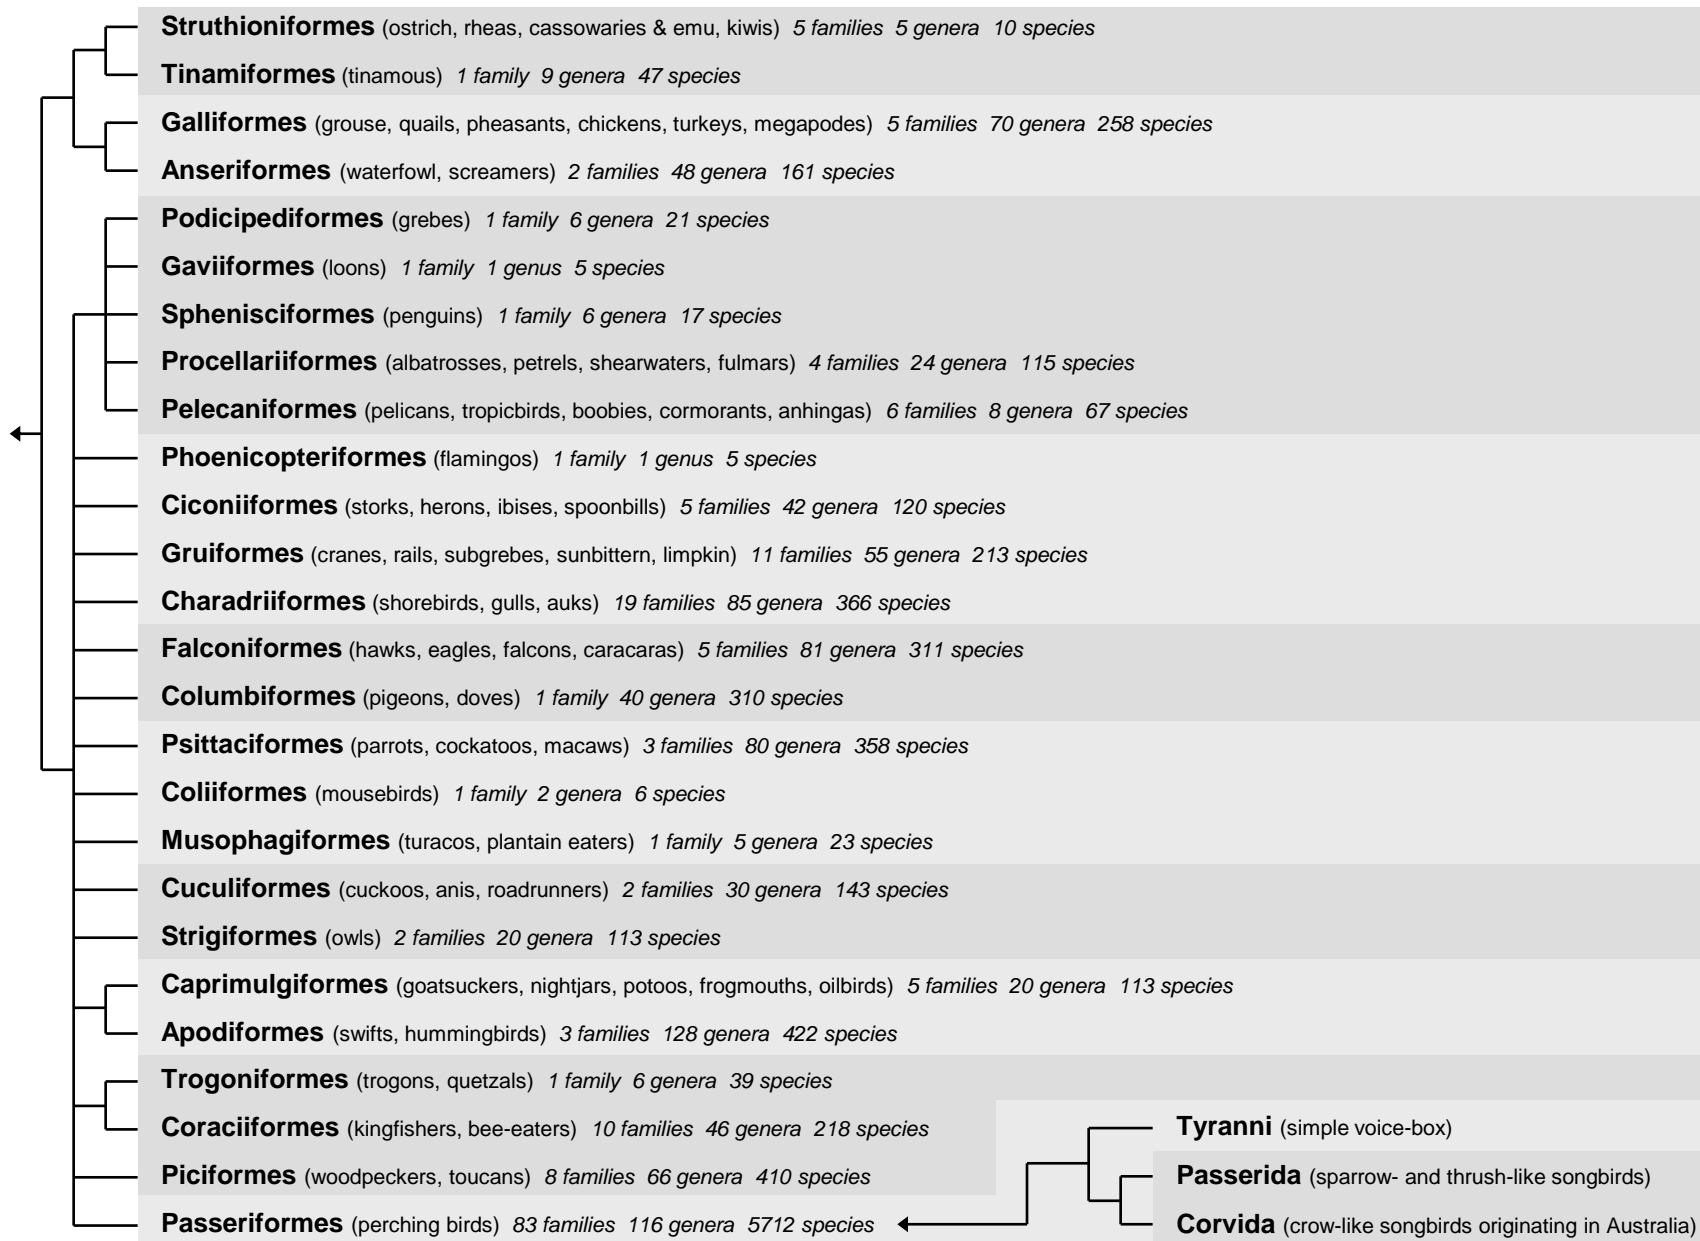 Struthioniformes (ostrich, rheas, cassowaries & emu, kiwis) 5 families 5 genera 10 species
Tinamiformes (tinamous) 1 family 9 genera 47 species
Galliformes (grouse, quails, pheasants, chickens, turkeys, megapodes) 5 families 70 genera 258 species
Anseriformes (waterfowl, screamers) 2 families 48 genera 161 species
Podicipediformes (grebes) 1 family 6 genera 21 species
Gaviiformes (loons) 1 family 1 genus 5 species
Sphenisciformes (penguins) 1 family 6 genera 17 species
Procellariiformes (albatrosses, petrels, shearwaters, fulmars) 4 families 24 genera 115 species
Pelecaniformes (pelicans, tropicbirds, boobies, cormorants, anhingas) 6 families 8 genera 67 species
Phoenicopteriformes (flamingos) 1 family 1 genus 5 species
Ciconiiformes (storks, herons, ibises, spoonbills) 5 families 42 genera 120 species
Gruiformes (cranes, rails, subgrebes, sunbittern, limpkin) 11 families 55 genera 213 species
Charadriiformes (shorebirds, gulls, auks) 19 families 85 genera 366 species
Falconiformes (hawks, eagles, falcons, caracaras) 5 families 81 genera 311 species
Columbiformes (pigeons, doves) 1 family 40 genera 310 species
Psittaciformes (parrots, cockatoos, macaws) 3 families 80 genera 358 species
Coliiformes (mousebirds) 1 family 2 genera 6 species
Musophagiformes (turacos, plantain eaters) 1 family 5 genera 23 species
Cuculiformes (cuckoos, anis, roadrunners) 2 families 30 genera 143 species
Strigiformes (owls) 2 families 20 genera 113 species
Caprimulgiformes (goatsuckers, nightjars, potoos, frogmouths, oilbirds) 5 families 20 genera 113 species
Apodiformes (swifts, hummingbirds) 3 families 128 genera 422 species
Trogoniformes (trogons, quetzals) 1 family 6 genera 39 species
Coraciiformes (kingfishers, bee-eaters) 10 families 46 genera 218 species
Piciformes (woodpeckers, toucans) 8 families 66 genera 410 species
Passeriformes (perching birds) 83 families 116 genera 5712 species
Tyranni (simple voice-box)
Passerida (sparrow- and thrush-like songbirds)
Corvida (crow-like songbirds originating in Australia)